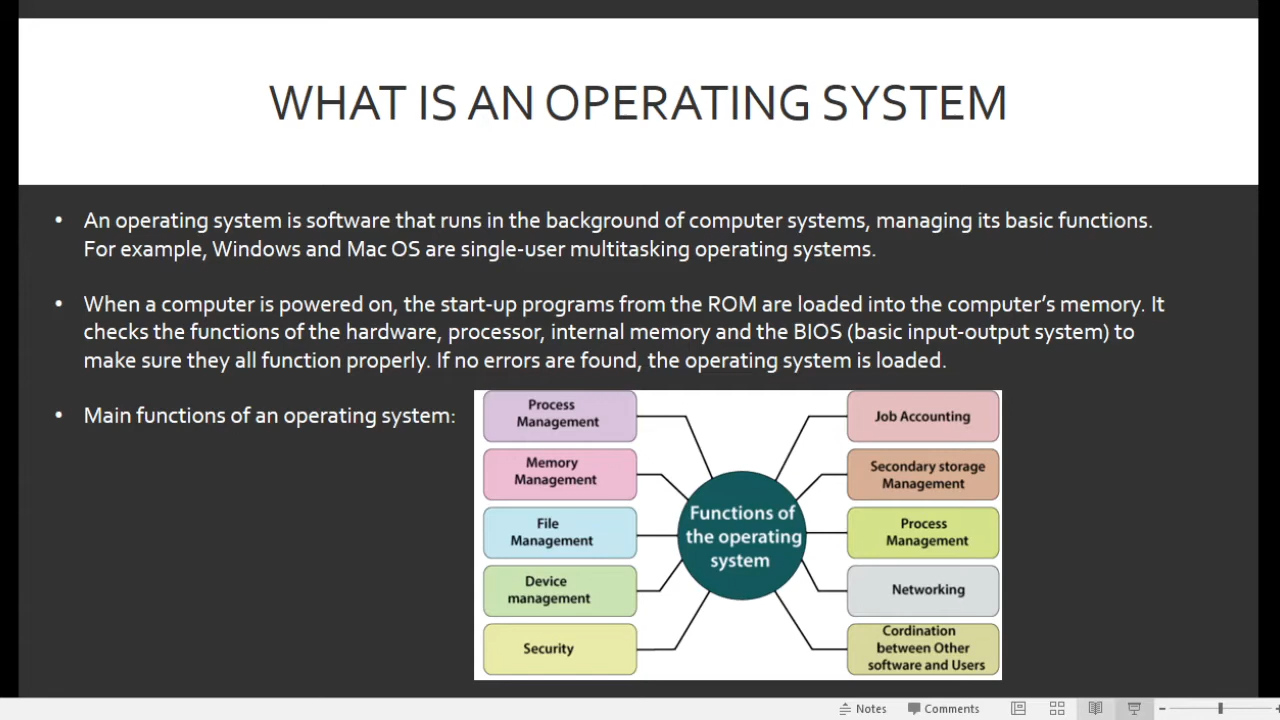 WHAT IS AN OPERATING SYSTEM
• An operating system is software that runs in the background of computer systems, managing its basic functions.
For example, Windows and Mac OS are single-user multitasking operating systems.
• When a computer is powered on, the start-up programs from the ROM are loaded into the computer's memory. It
checks the functions of the hardware, processor, internal memory and the BIOS (basic input-output system) to
make sure they all function properly. If no errors are found, the operating system is loaded.
• Main functions of an operating system:
Process
Management
Memory
Management
File
Management
Device
management
Security
Functions of
the operating
system
Job Accounting
Secondary storage
Management
Process
Management
Networking
Cordination
between Other
software and Users
Notes
Comments